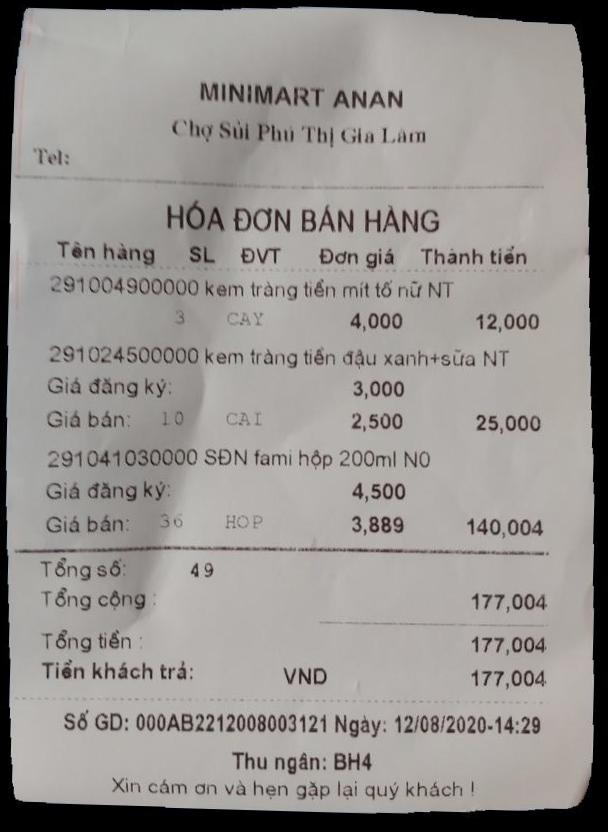 MINIMART ANAN
Chợ Sủi Phú Thị Gia Lâm
Tel:
HÓA ĐƠN BÁN HÀNG
Tên hàng SL ĐVT Đơn giá Thành tiền
291004900000 kem tràng tiền mít tố nữ NT
3 CAY 4,000 12,000
291024500000 kem tràng tiền đậu xanh+sữa NT
Giá đăng ký: 3,000
Giá bán: 10 CAI 2,500 25,000
291041030000 SĐN fami hộp 200ml N0
Giá đăng ký: 4,500
Giá bán: 36 HOP 3,889 140,004
Tổng số: 49
Tổng cộng : 177,004
Tổng tiền : 177,004
Tiền khách trả: VND 177,004
Số GD: 000AB2212008003121 Ngày: 12/08/2020-14:29
Thu ngân: BH4
Xin cám ơn và hẹn gặp lại quý khách !